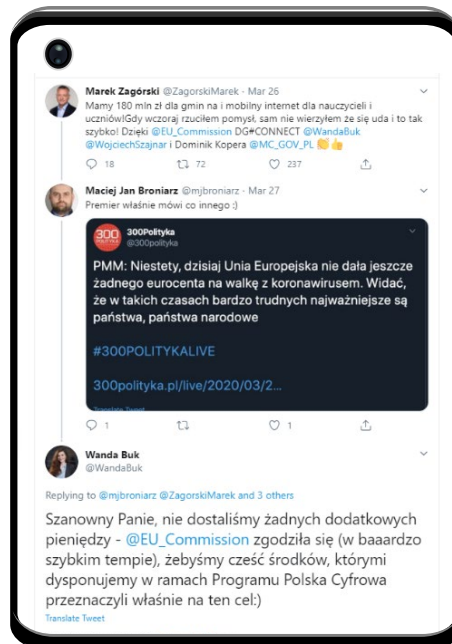 Marek Zagórski @ZagorskiMarek · Mar 26
Mamy 180 mln zł dla gmin na i mobilny internet dla nauczycieli i
uczniów!Gdy wczoraj rzuciłem pomysł, sam nie wierzyłem że się uda i to tak
szybko! Dzięki @EU_Commission DG#CONNECT @WandaBuk
@WojciechSzajnar i Dominik Kopera @MC_GOV_PL 👏👍
18 72 237
Maciej Jan Broniarz @mjbroniarz · Mar 27
Premier właśnie mówi co innego :)
300 POLITYKA
300Polityka
@300polityka
PMM: Niestety, dzisiaj Unia Europejska nie dała jeszcze
żadnego eurocenta na walkę z koronawirusem. Widać,
że w takich czasach bardzo trudnych najważniejsze są
państwa, państwa narodowe
#300POLITYKALIVE
300polityka.pl/live/2020/03/2...
Translate Tweet
1 1
Wanda Buk
@WandaBuk
Replying to @mjbroniarz @ZagorskiMarek and 3 others
Szanowny Panie, nie dostaliśmy żadnych dodatkowych
pieniędzy - @EU_Commission zgodziła się (w baaardzo
szybkim tempie), żebyśmy cześć środków, którymi
dysponujemy w ramach Programu Polska Cyfrowa
przeznaczyli właśnie na ten cel:)
Translate Tweet